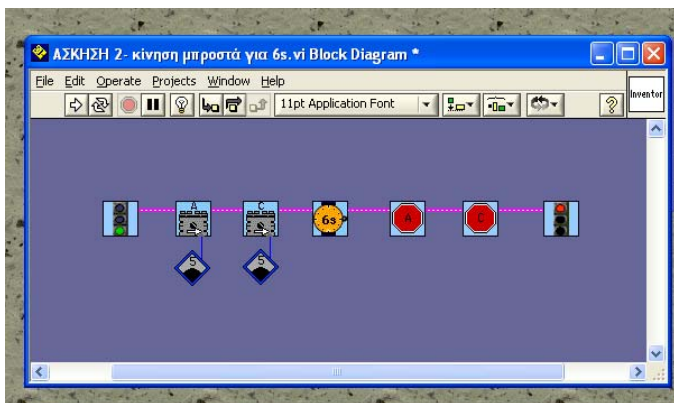 ΑΣΚΗΣΗ 2- κίνηση μπροστά για 6s.vi Block Diagram *
File Edit Operate Projects Window Help
11pt Application Font
Inventor
A C
6s A C
5 5